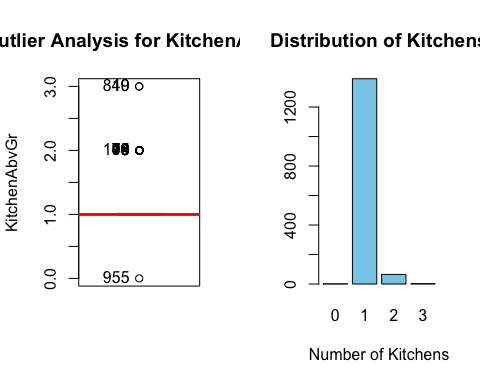 utlier Analysis for Kitchen
Distribution of Kitchens
KitchenAbvGr
3.0
2.0
1.0
0.0
955
1200
800
400
0
0 1 2 3
Number of Kitchens